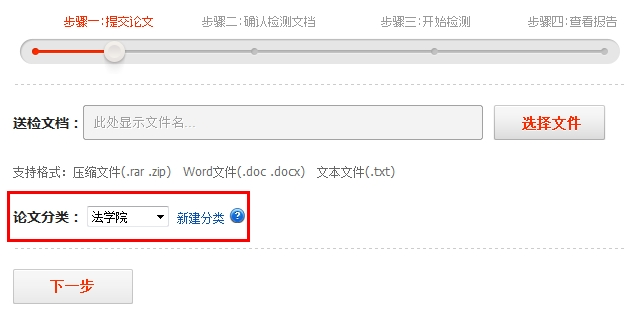 步骤一:提交论文 步骤二:确认检测文档 步骤三:开始检测 步骤四:查看报告
送检文档： 此处显示文件名... 选择文件
支持格式：压缩文件(.rar .zip) Word文件(.doc .docx) 文本文件(.txt)
论文分类： 法学院 新建分类 ?
下一步